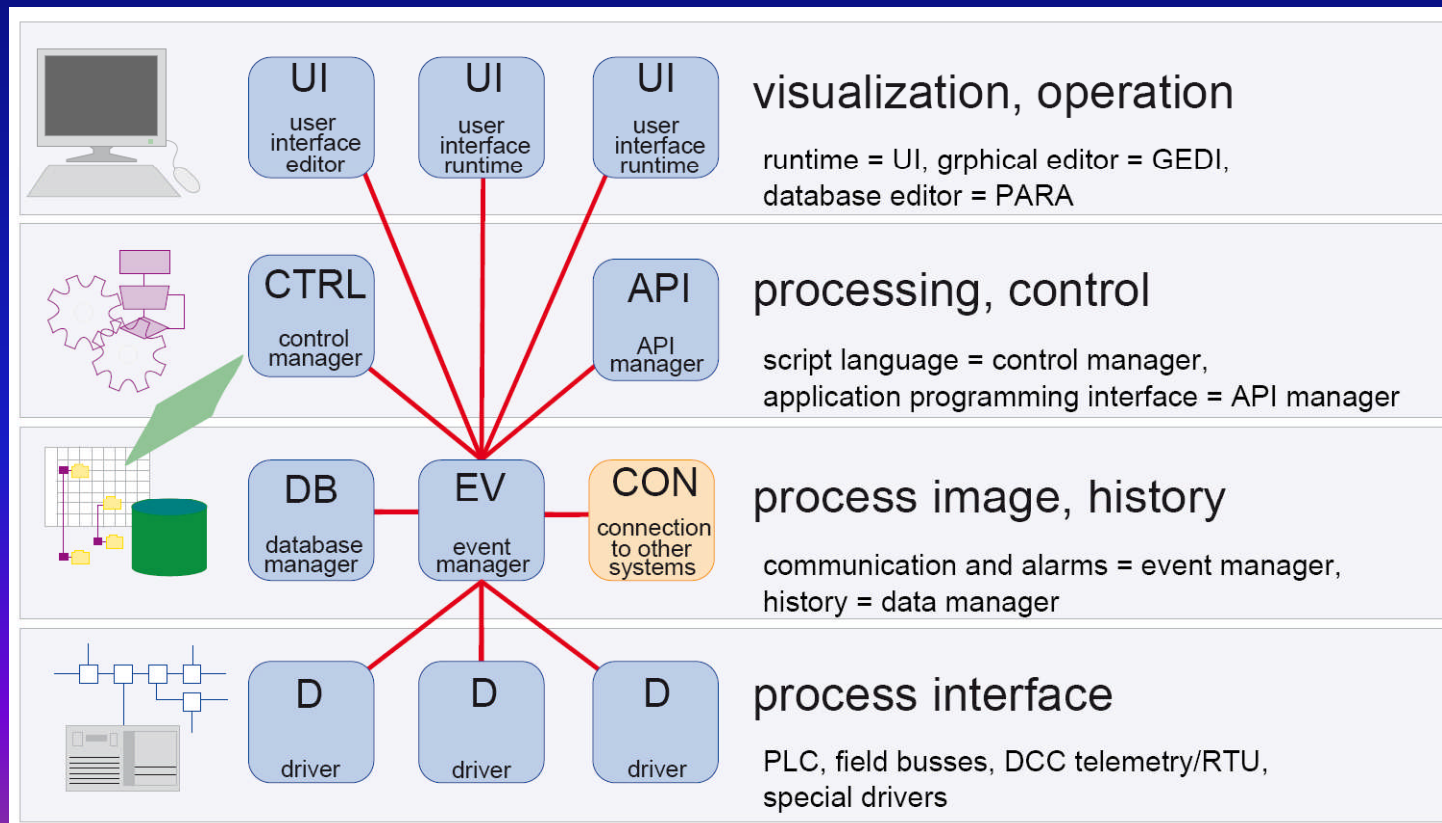 UI
user
interface
editor
UI
user
interface
runtime
UI
user
interface
runtime
visualization, operation
runtime = UI, grphical editor = GEDI,
database editor = PARA
CTRL
control
manager
API
API
manager
processing, control
script language = control manager,
application programming interface = API manager
DB
database
manager
EV
event
manager
CON
connection
to other
systems
process image, history
communication and alarms = event manager,
history = data manager
D
driver
D
driver
D
driver
process interface
PLC, field busses, DCC telemetry/RTU,
special drivers